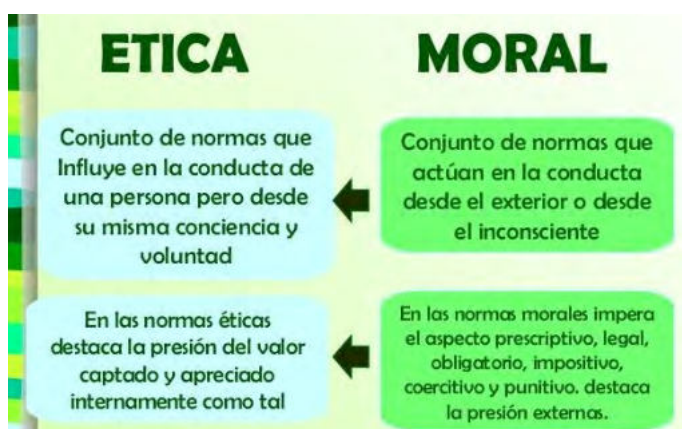 ETICA
MORAL
Conjunto de normas que
Influye en la conducta de
una persona pero desde
su misma conciencia y
voluntad
Conjunto de normas que
actúan en la conducta
desde el exterior o desde
el inconsciente
En las normas éticas
destaca la presión del valor
captado y apreciado
internamente como tal
En las normas morales impera
el aspecto prescriptivo, legal,
obligatorio, impositivo,
coercitivo y punitivo. destaca
la presión externas.